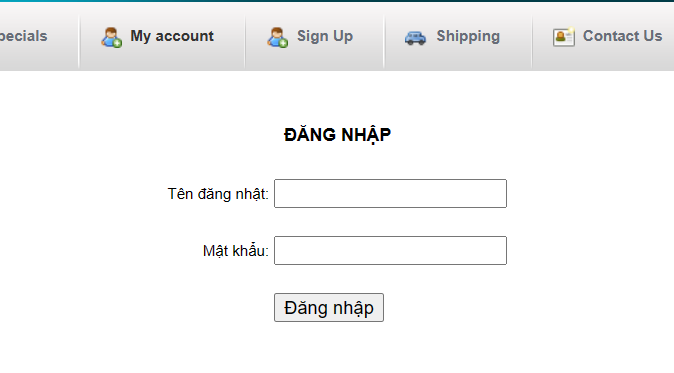 pecials My account Sign Up Shipping Contact Us
ĐĂNG NHẬP
Tên đăng nhật:
Mật khẩu:
Đăng nhập